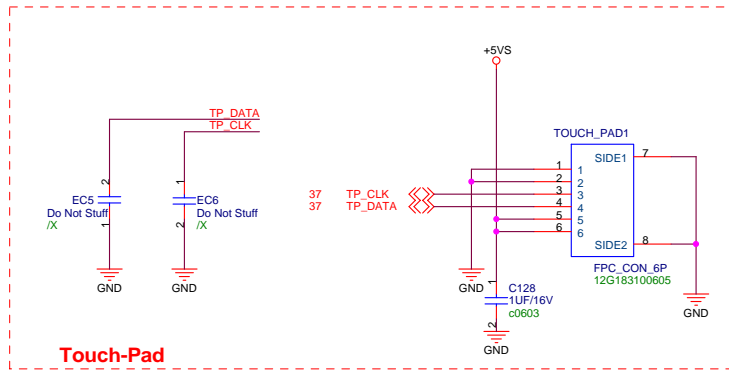 +5VS
TP_DATA
TP_CLK
TOUCH_PAD1
2
EC5
Do Not Stuff
/X
1
GND
1
EC6
Do Not Stuff
/X
2
GND
37 TP_CLK
37 TP_DATA
1 1
2 2
3 3
4 4
5 5
6 6
SIDE1 7
SIDE2 8
FPC_CON_6P
12G183100605
GND
GND
1
C128
1UF/16V
c0603
2
GND
Touch-Pad